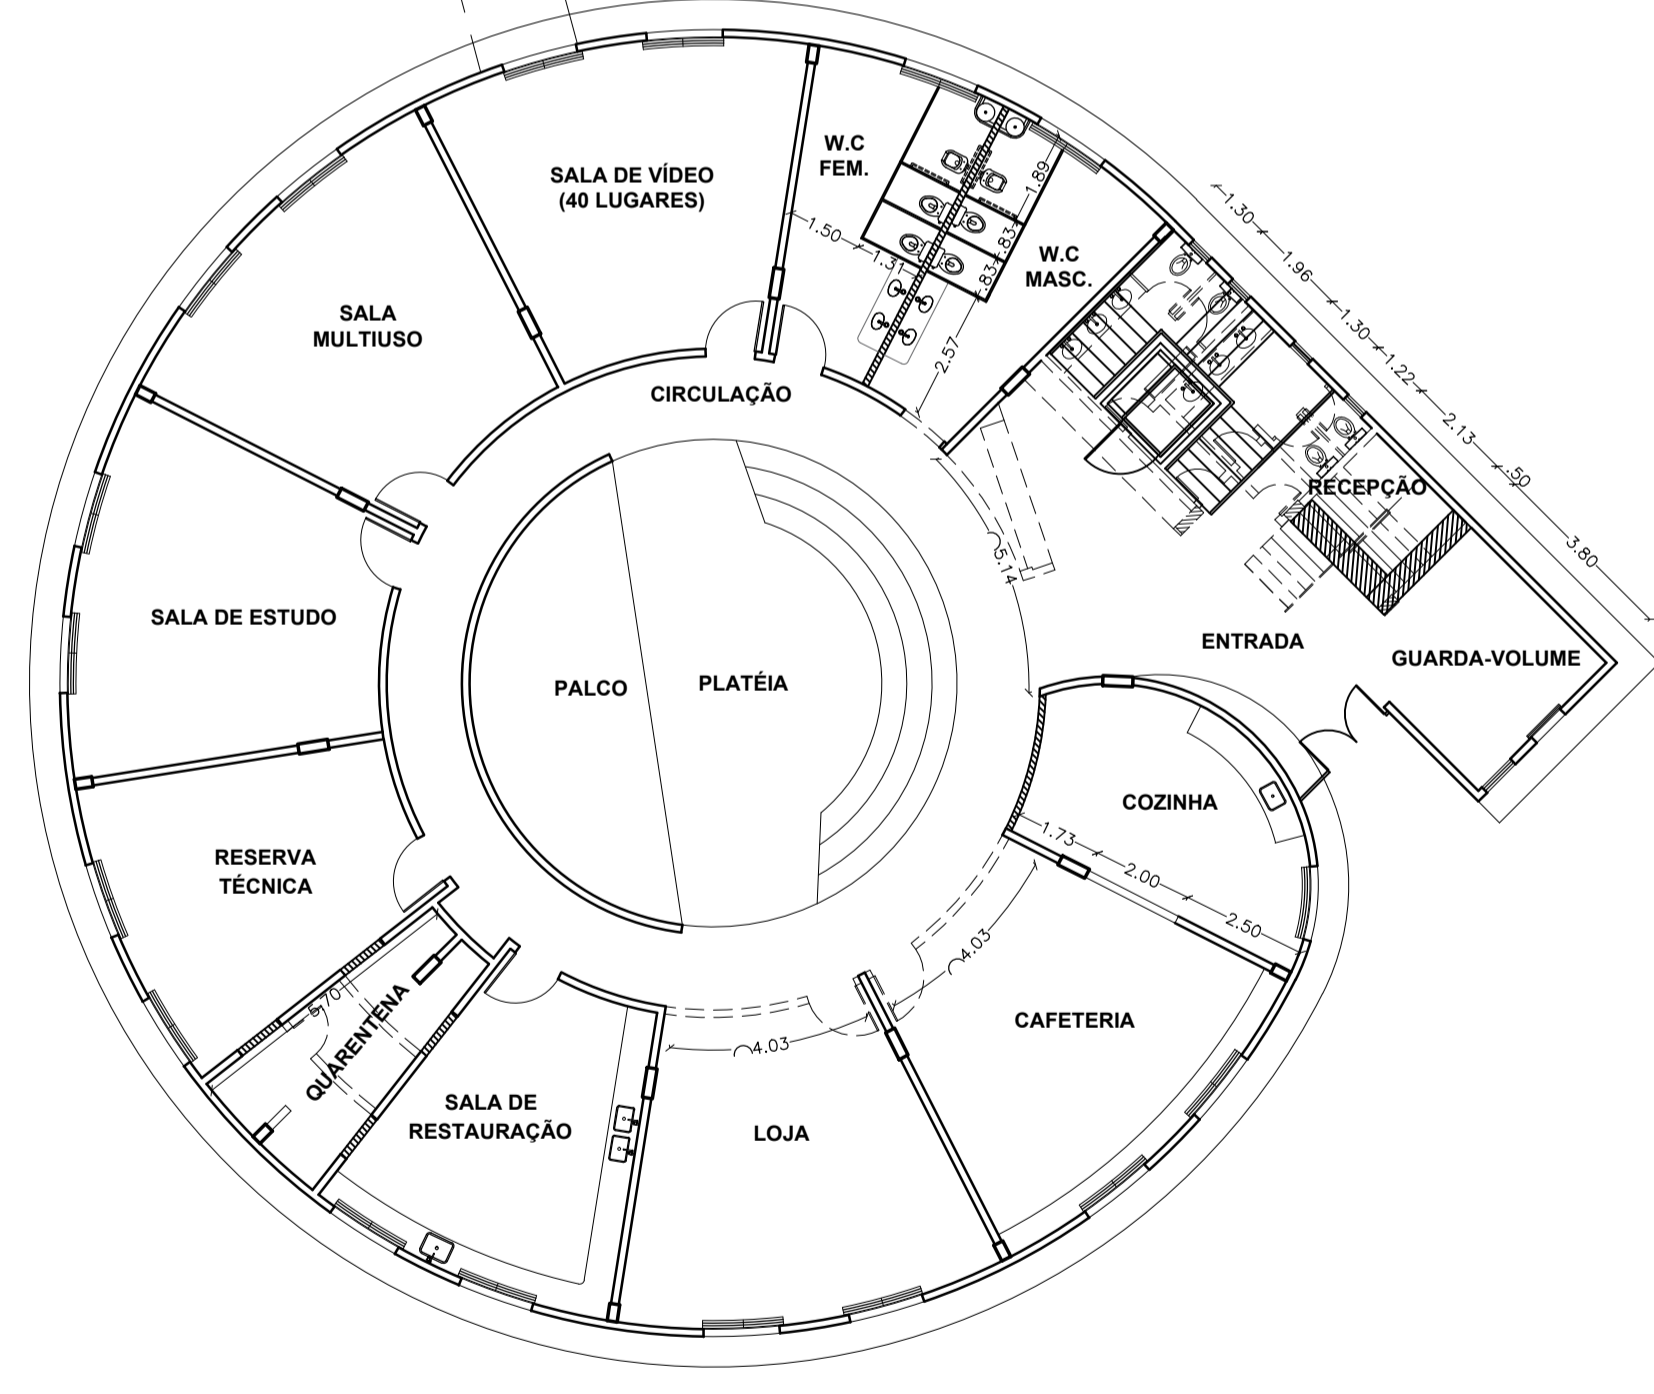 W.C
FEM.
SALA DE VÍDEO
(40 LUGARES)
1.89
1.30
1.50
1.31
.83
.83
W.C
MASC.
1.96
SALA
MULTIUSO
1.30
1.22
2.57
CIRCULAÇÃO
2.13
.50
RECEPÇÃO
3.80
5.14
SALA DE ESTUDO
ENTRADA
GUARDA-VOLUME
PALCO
PLATÉIA
COZINHA
1.73
2.00
2.50
RESERVA
TÉCNICA
4.03
5.70
QUARENTENA
CAFETERIA
4.03
SALA DE
RESTAURAÇÃO
LOJA